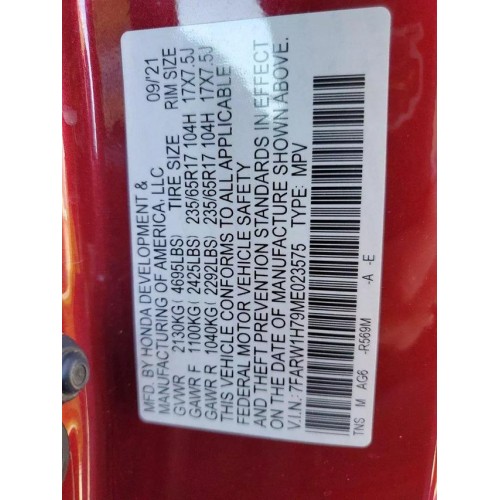 MFD. BY HONDA DEVELOPMENT & 09/'21
MANUFACTURING OF AMERICA, LLC
TIRE SIZE RIM SIZE
GVWR 2130KG( 4695LBS)
GAWR F 1100KG( 2425LBS) 235/65R17 104H 17X7.5J
GAWR R 1040KG( 2292LBS) 235/65R17 104H 17X7.5J
THIS VEHICLE CONFORMS TO ALL APPLICABLE
FEDERAL MOTOR VEHICLE SAFETY
AND THEFT PREVENTION STANDARDS IN EFFECT
ON THE DATE OF MANUFACTURE SHOWN ABOVE.
V.I.N.: 7FARW1H79ME023575 TYPE: MPV
TNS M AG6 -R569M -A -E